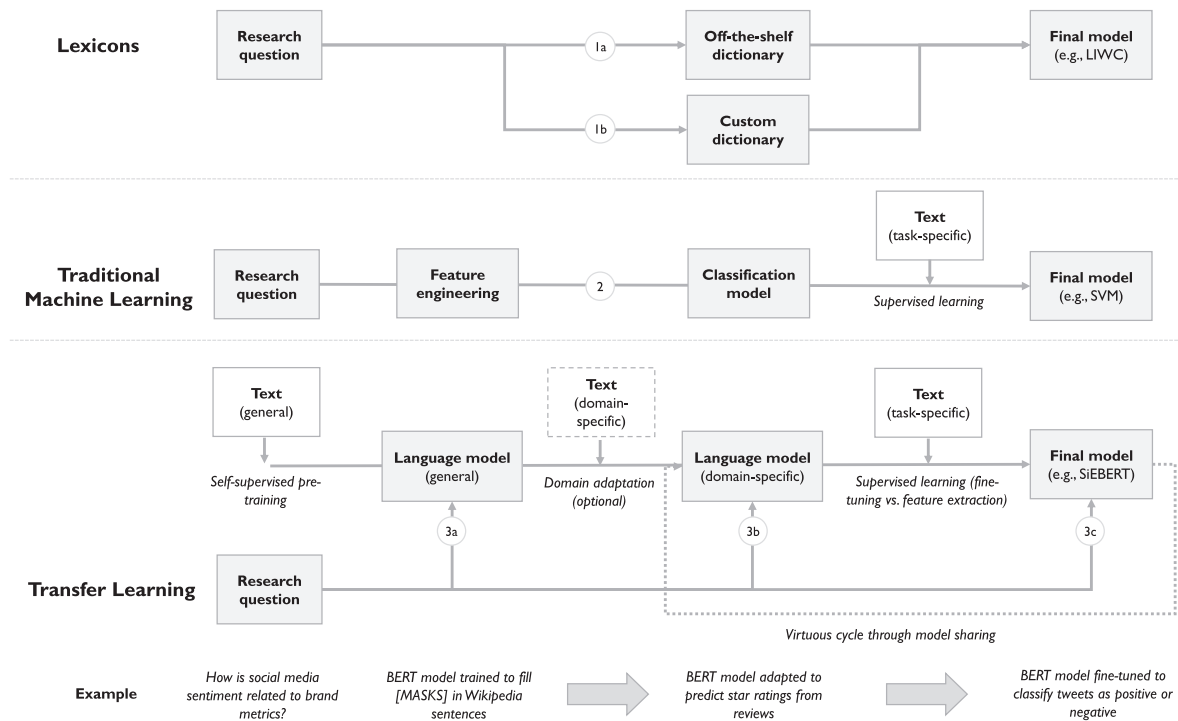 Lexicons
Research
question
1a
Off-the-shelf
dictionary
Final model
(e.g., LIWC)
1b
Custom
dictionary
Traditional
Machine Learning
Research
question
Feature
engineering
2
Classification
model
Text
(task-specific)
Supervised learning
Final model
(e.g., SVM)
Transfer Learning
Text
(general)
Self-supervised pre-
training
Language model
(general)
Text
(domain-
specific)
Domain adaptation
(optional)
Language model
(domain-specific)
Text
(task-specific)
Supervised learning (fine-
tuning vs. feature extraction)
Final model
(e.g., SiEBERT)
3a
3b
3c
Research
question
Virtuous cycle through model sharing
Example
How is social media
sentiment related to brand
metrics?
BERT model trained to fill
[MASKS] in Wikipedia
sentences
BERT model adapted to
predict star ratings from
reviews
BERT model fine-tuned to
classify tweets as positive or
negative